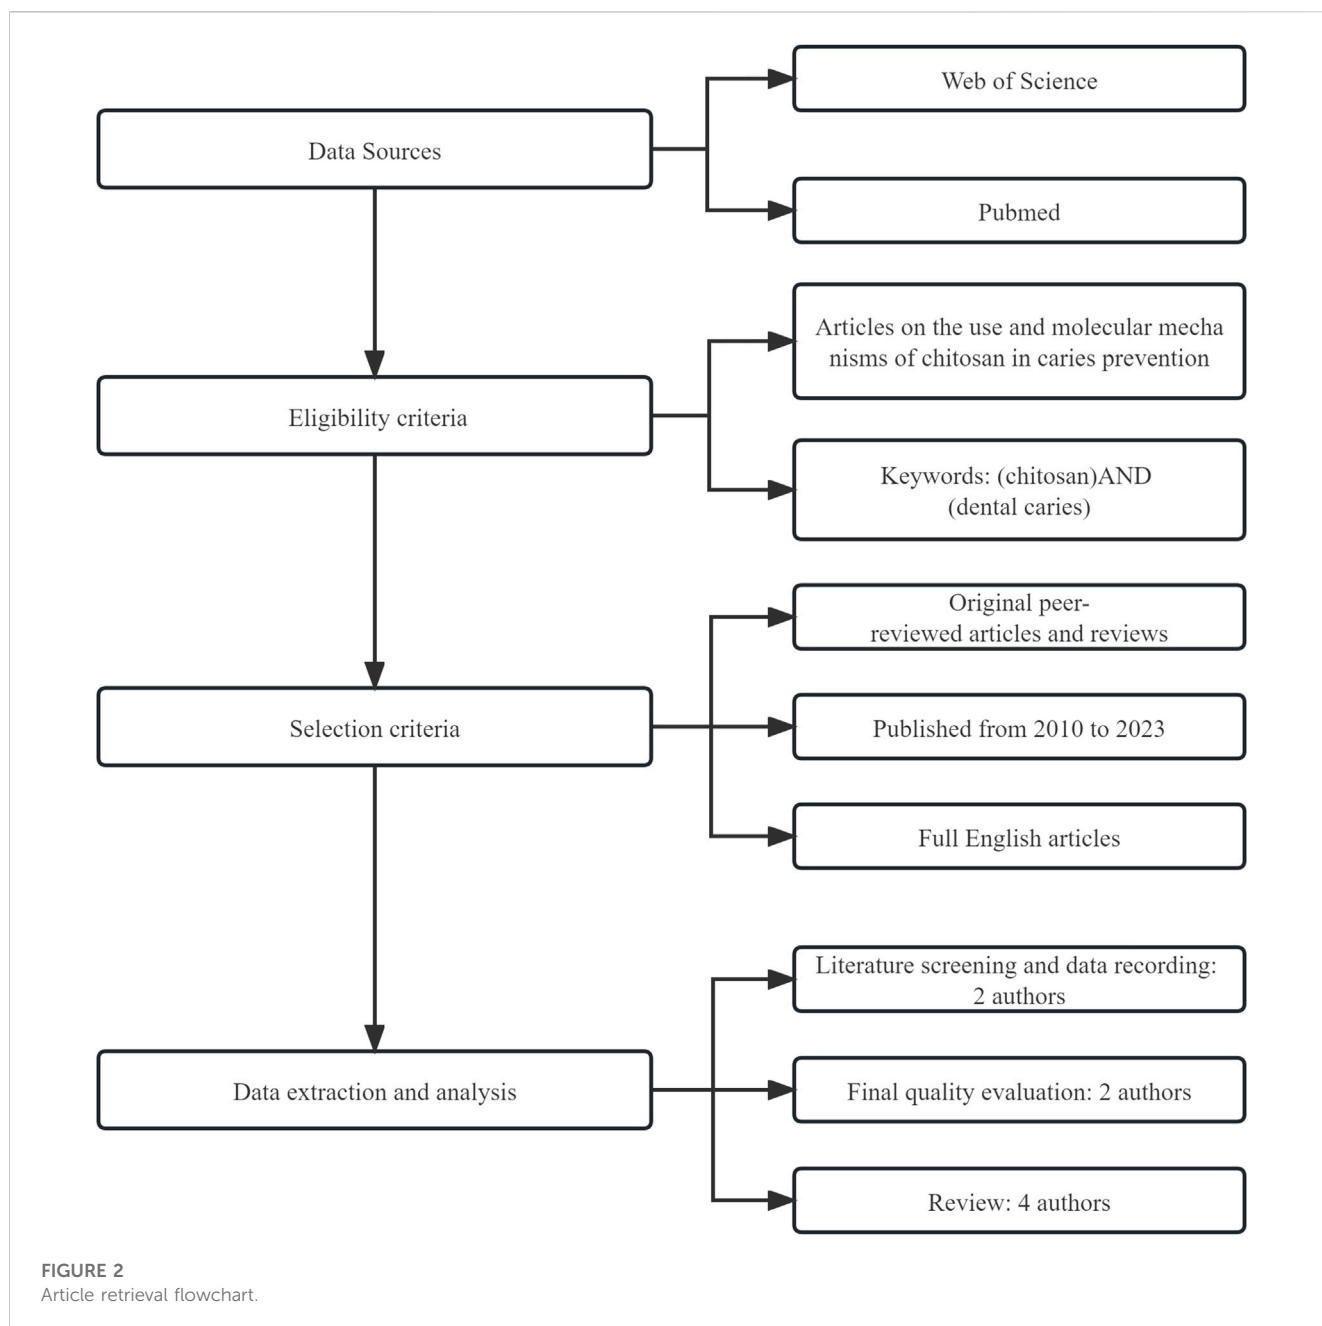 Data Sources
Web of Science
Pubmed
Eligibility criteria
Articles on the use and molecular mecha
nisms of chitosan in caries prevention
Keywords: (chitosan)AND
(dental caries)
Selection criteria
Original peer-
reviewed articles and reviews
Published from 2010 to 2023
Full English articles
Data extraction and analysis
Literature screening and data recording:
2 authors
Final quality evaluation: 2 authors
Review: 4 authors
FIGURE 2
Article retrieval flowchart.